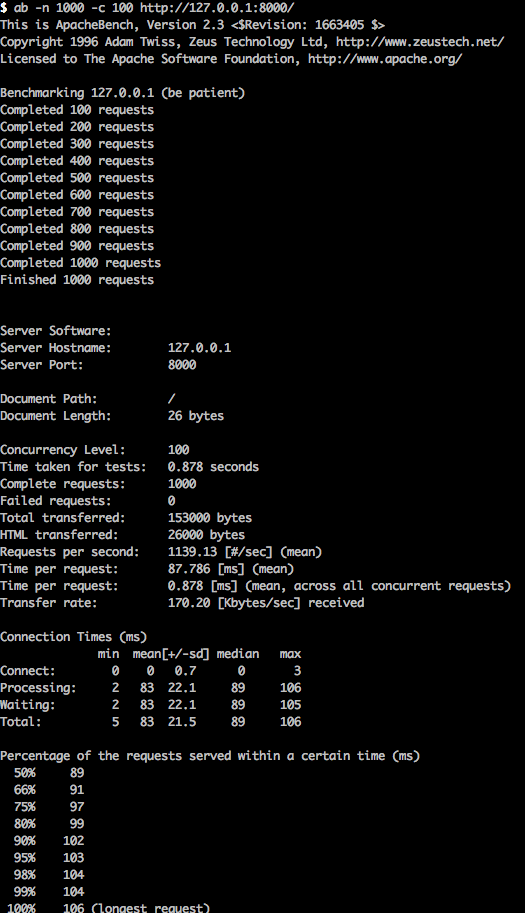 $ ab -n 1000 -c 100 http://127.0.0.1:8000/
This is ApacheBench, Version 2.3 <$Revision: 1663405 $>
Copyright 1996 Adam Twiss, Zeus Technology Ltd, http://www.zeustech.net/
Licensed to The Apache Software Foundation, http://www.apache.org/

Benchmarking 127.0.0.1 (be patient)
Completed 100 requests
Completed 200 requests
Completed 300 requests
Completed 400 requests
Completed 500 requests
Completed 600 requests
Completed 700 requests
Completed 800 requests
Completed 900 requests
Completed 1000 requests
Finished 1000 requests


Server Software:
Server Hostname:        127.0.0.1
Server Port:            8000

Document Path:          /
Document Length:        26 bytes

Concurrency Level:      100
Time taken for tests:   0.878 seconds
Complete requests:      1000
Failed requests:        0
Total transferred:      153000 bytes
HTML transferred:       26000 bytes
Requests per second:    1139.13 [#/sec] (mean)
Time per request:       87.786 [ms] (mean)
Time per request:       0.878 [ms] (mean, across all concurrent requests)
Transfer rate:          170.20 [Kbytes/sec] received

Connection Times (ms)
              min  mean[+/-sd] median   max
Connect:        0    0   0.7      0       3
Processing:     2   83  22.1     89     106
Waiting:        2   83  22.1     89     105
Total:          5   83  21.5     89     106

Percentage of the requests served within a certain time (ms)
  50%     89
  66%     91
  75%     97
  80%     99
  90%    102
  95%    103
  98%    104
  99%    104
 100%    106 (longest request)